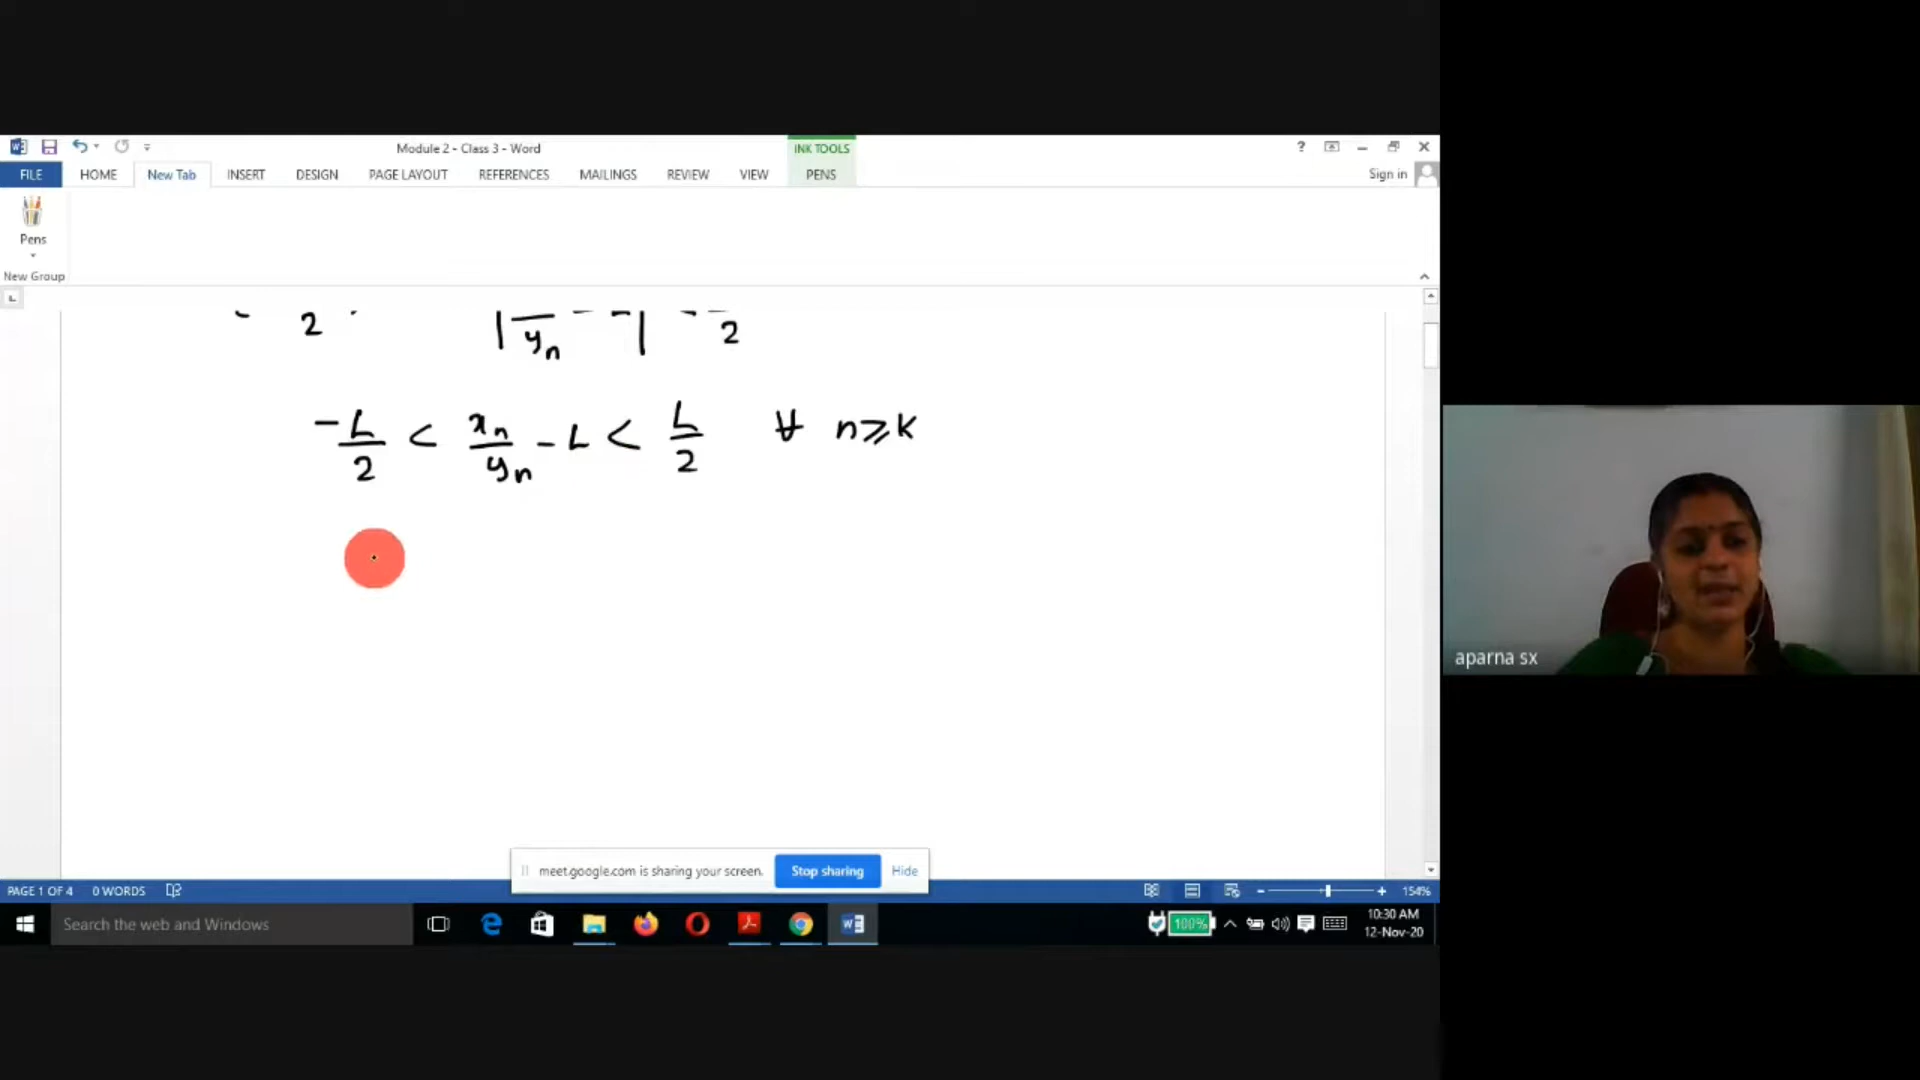 Module 2 - Class 3 - Word
INK TOOLS
?
FILE HOME New Tab INSERT DESIGN PAGE LAYOUT REFERENCES MAILINGS REVIEW VIEW PENS
Sign in
Pens
New Group
2 | yn | 2
-L/2 < xn/yn - L < L/2 ∀ n≥K
aparna sx
meet.google.com is sharing your screen. Stop sharing Hide
PAGE 1 OF 4 0 WORDS
154%
Search the web and Windows
100%
10:30 AM
12-Nov-20